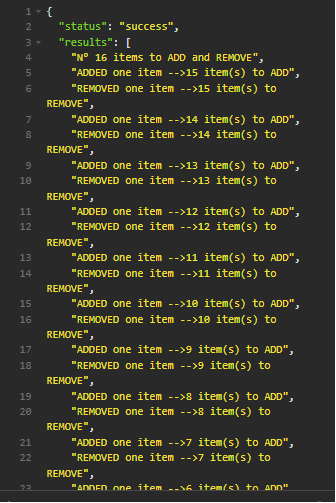 1 {
2 "status": "success",
3 "results": [
4 "N° 16 items to ADD and REMOVE",
5 "ADDED one item -->15 item(s) to ADD",
6 "REMOVED one item -->15 item(s) to
REMOVE",
7 "ADDED one item -->14 item(s) to ADD",
8 "REMOVED one item -->14 item(s) to
REMOVE",
9 "ADDED one item -->13 item(s) to ADD",
10 "REMOVED one item -->13 item(s) to
REMOVE",
11 "ADDED one item -->12 item(s) to ADD",
12 "REMOVED one item -->12 item(s) to
REMOVE",
13 "ADDED one item -->11 item(s) to ADD",
14 "REMOVED one item -->11 item(s) to
REMOVE",
15 "ADDED one item -->10 item(s) to ADD",
16 "REMOVED one item -->10 item(s) to
REMOVE",
17 "ADDED one item -->9 item(s) to ADD",
18 "REMOVED one item -->9 item(s) to
REMOVE",
19 "ADDED one item -->8 item(s) to ADD",
20 "REMOVED one item -->8 item(s) to
REMOVE",
21 "ADDED one item -->7 item(s) to ADD",
22 "REMOVED one item -->7 item(s) to
REMOVE",
23 "ADDED one item -->6 item(s) to ADD",